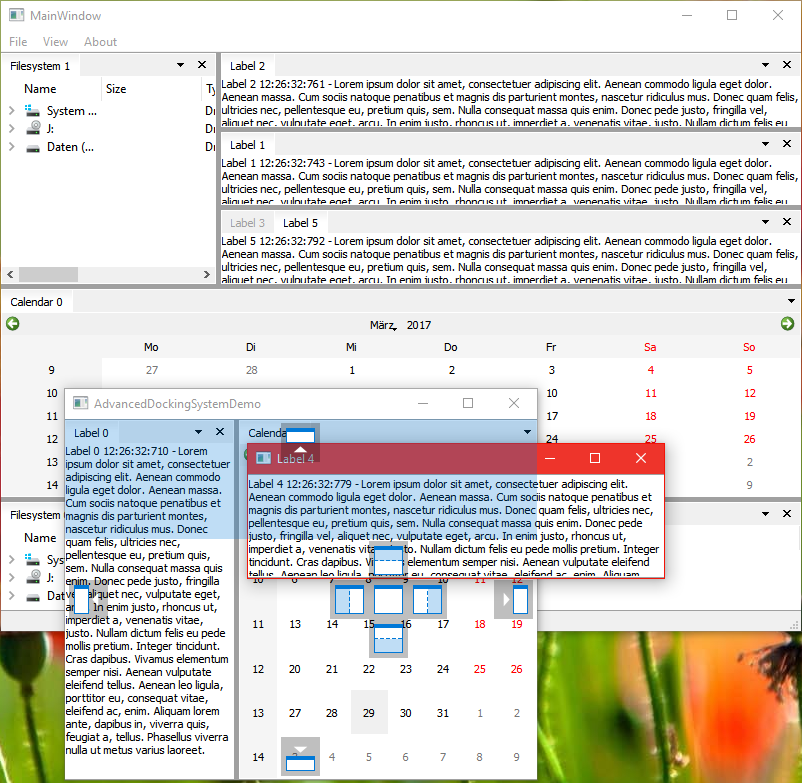 MainWindow
File View About
Filesystem 1
Name Size
System ...
J:
Daten (...
Label 2
Label 2 12:26:32:761 - Lorem ipsum dolor sit amet, consectetuer adipiscing elit. Aenean commodo ligula eget dolor.
Aenean massa. Cum sociis natoque penatibus et magnis dis parturient montes, nascetur ridiculus mus. Donec quam felis,
ultricies nec, pellentesque eu, pretium quis, sem. Nulla consequat massa quis enim. Donec pede justo, fringilla vel,
aliquet nec, vulputate eget, arcu. In enim justo, rhoncus ut, imperdiet a, venenatis vitae, justo. Nullam dictum felis eu
Label 1
Label 1 12:26:32:743 - Lorem ipsum dolor sit amet, consectetuer adipiscing elit. Aenean commodo ligula eget dolor.
Aenean massa. Cum sociis natoque penatibus et magnis dis parturient montes, nascetur ridiculus mus. Donec quam felis,
ultricies nec, pellentesque eu, pretium quis, sem. Nulla consequat massa quis enim. Donec pede justo, fringilla vel,
aliquet nec, vulputate eget, arcu. In enim justo, rhoncus ut, imperdiet a, venenatis vitae, justo. Nullam dictum felis eu
Label 3 Label 5
Label 5 12:26:32:792 - Lorem ipsum dolor sit amet, consectetuer adipiscing elit. Aenean commodo ligula eget dolor.
Aenean massa. Cum sociis natoque penatibus et magnis dis parturient montes, nascetur ridiculus mus. Donec quam felis,
ultricies nec, pellentesque eu, pretium quis, sem. Nulla consequat massa quis enim. Donec pede justo, fringilla vel,
aliquet nec, vulputate eget, arcu. In enim justo, rhoncus ut, imperdiet a, venenatis vitae, justo. Nullam dictum felis eu
Calendar 0
März, 2017
Mo Di Mi Do Fr Sa So
9 27 28 1 2 3 4 5
10 10 11 12
11 17 18 19
12 24 25 26
13 2
14 9
Filesystem
Name
J:
AdvancedDockingSystemDemo
Label 0
Label 0 12:26:32:710 - Lorem
ipsum dolor sit amet, consectetuer
adipiscing elit. Aenean commodo
ligula eget dolor. Aenean massa.
Cum sociis natoque penatibus et
magnis dis parturient montes,
nascetur ridiculus mus. Donec
quam felis, ultricies nec,
pellentesque eu, pretium quis,
sem. Nulla consequat massa quis
enim. Donec pede justo, fringilla
vel, aliquet nec, vulputate eget,
arcu. In enim justo, rhoncus ut,
imperdiet a, venenatis vitae,
justo. Nullam dictum felis eu pede
mollis pretium. Integer tincidunt.
Cras dapibus. Vivamus elementum
semper nisi. Aenean vulputate
eleifend tellus. Aenean leo ligula,
porttitor eu, consequat vitae,
eleifend ac, enim. Aliquam lorem
ante, dapibus in, viverra quis,
feugiat a, tellus. Phasellus viverra
nulla ut metus varius laoreet.
Label 4
Label 4 12:26:32:779 - Lorem ipsum dolor sit amet, consectetuer adipiscing elit.
Aenean commodo ligula eget dolor. Aenean massa. Cum sociis natoque penatibus et
magnis dis parturient montes, nascetur ridiculus mus. Donec quam felis, ultricies nec,
pellentesque eu, pretium quis, sem. Nulla consequat massa quis enim. Donec pede
justo, fringilla vel, aliquet nec, vulputate eget, arcu. In enim justo, rhoncus ut,
imperdiet a, venenatis vitae, justo. Nullam dictum felis eu pede mollis pretium. Integer
tincidunt. Cras dapibus. Vivamus elementum semper nisi. Aenean vulputate eleifend
tellus. Aenean leo ligula, porttitor eu, consequat vitae, eleifend ac, enim. Aliquam
10 11 12
11 13 14 15 16 17 18 19
12 20 21 22 23 24 25 26
13 27 28 29 30 31 1 2
14 4 5 6 7 8 9